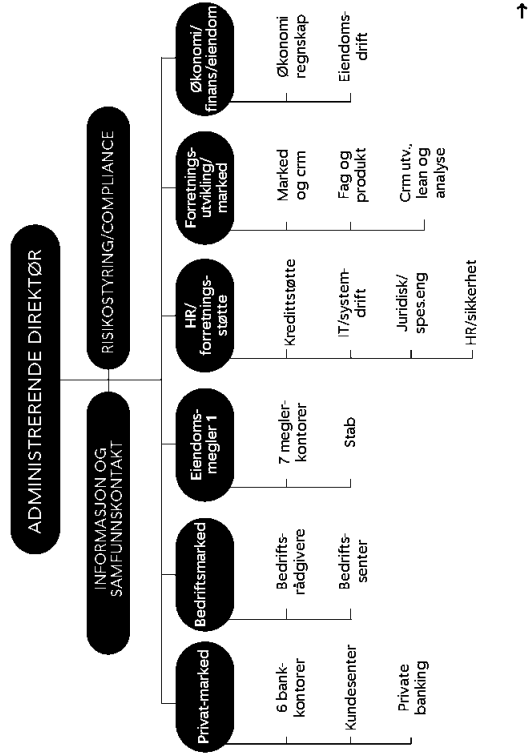 ADMINISTRERENDE DIREKTØR
INFORMASJON OG
SAMFUNNSKONTAKT
RISIKOSTYRING/COMPLIANCE
Privat-marked
6 bank-
kontorer
Kundesenter
Private
banking
Bedriftsmarked
Bedrifts-
rådgivere
Bedrifts-
senter
Eiendoms-
megler 1
7 megler-
kontorer
Stab
HR/
forretnings-
støtte
Kredittstøtte
IT/system-
drift
Juridisk/
spes.eng
HR/sikkerhet
Forretnings-
utvikling/
marked
Marked
og crm
Fag og
produkt
Crm utv.,
lean og
analyse
Økonomi/
finans/eiendom
Økonomi
regnskap
Eiendoms-
drift